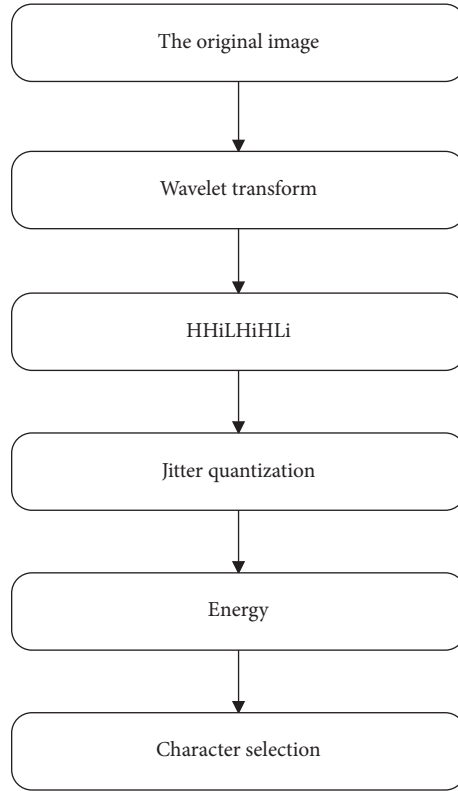 The original image
Wavelet transform
HHiLHiHLi
Jitter quantization
Energy
Character selection